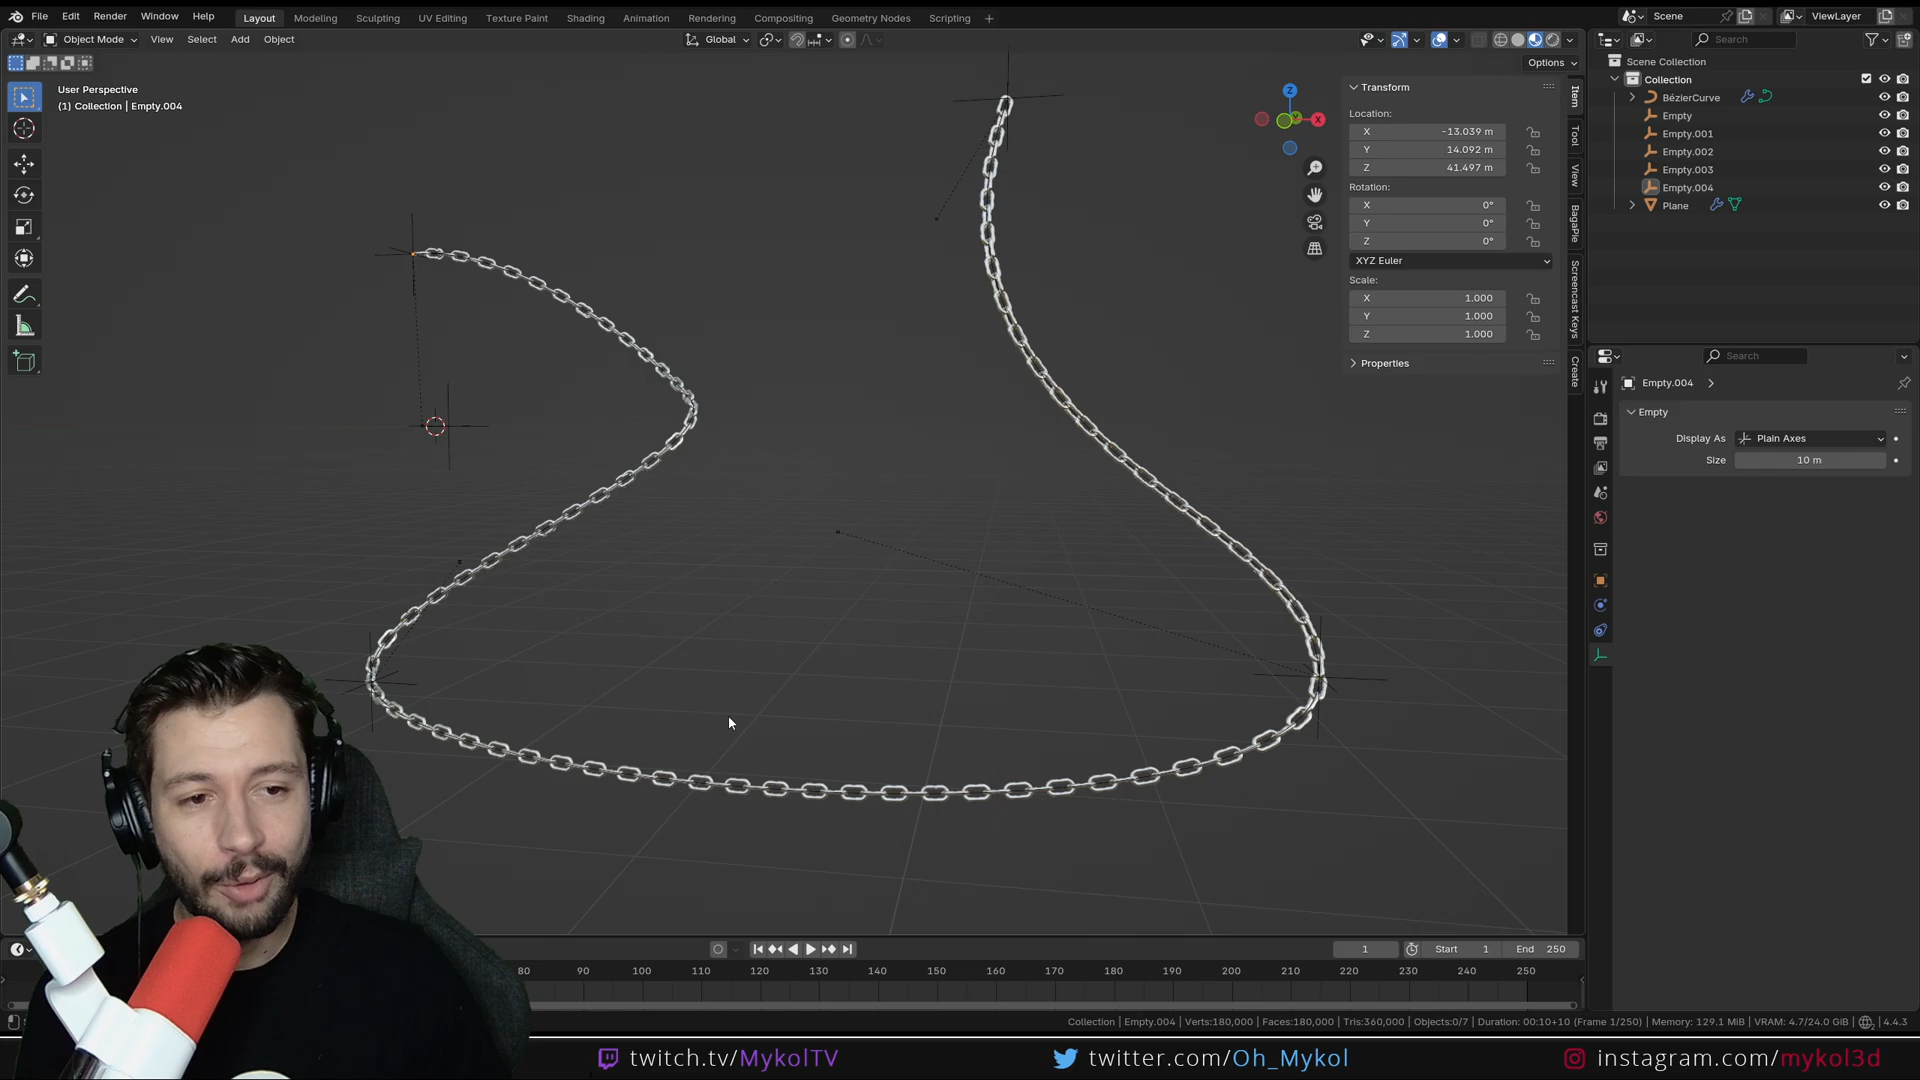 File Edit Render Window Help Layout Modeling Sculpting UV Editing Texture Paint Shading Animation Rendering Compositing Geometry Nodes Scripting + Scene ViewLayer
Object Mode View Select Add Object Global Search
Options
User Perspective
(1) Collection | Empty.004
Z
X
Transform
Location:
X -13.039 m
Y 14.092 m
Z 41.497 m
Rotation:
X 0°
Y 0°
Z 0°
XYZ Euler
Scale:
X 1.000
Y 1.000
Z 1.000
Properties
Item
Tool
View
BagaPie
Screencast Keys
Create
Scene Collection
Collection
BézierCurve
Empty
Empty.001
Empty.002
Empty.003
Empty.004
Plane
Search
Empty.004
Empty
Display As Plain Axes
Size 10 m
1 Start 1 End 250
80 90 100 110 120 130 140 150 160 170 180 190 200 210 220 230 240 250
Collection | Empty.004 | Verts:180,000 | Faces:180,000 | Tris:360,000 | Objects:0/7 | Duration: 00:10+10 (Frame 1/250) | Memory: 129.1 MiB | VRAM: 4.7/24.0 GiB | 4.4.3
twitch.tv/MykolTV twitter.com/Oh_Mykol instagram.com/mykol3d